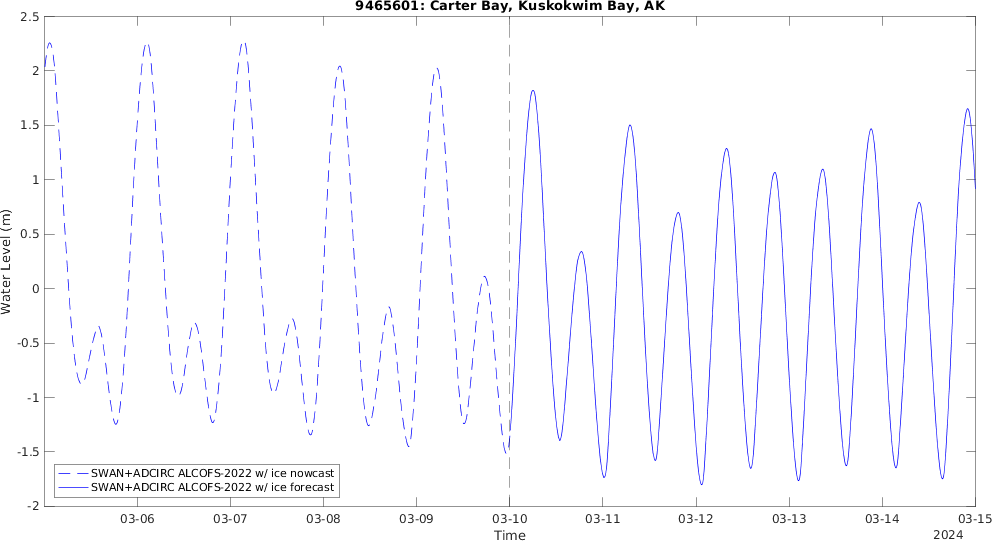 9465601: Carter Bay, Kuskokwim Bay, AK
2.5
2
1.5
1
0.5
0
-0.5
-1
-1.5
-2
Water Level (m)
SWAN+ADCIRC ALCOFS-2022 w/ ice nowcast
SWAN+ADCIRC ALCOFS-2022 w/ ice forecast
03-06 03-07 03-08 03-09 03-10 03-11 03-12 03-13 03-14 03-15
Time
2024